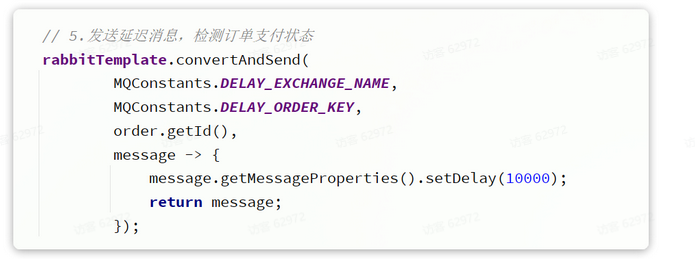 // 5.发送延迟消息，检测订单支付状态
rabbitTemplate.convertAndSend(
MQConstants.DELAY_EXCHANGE_NAME,
MQConstants.DELAY_ORDER_KEY,
order.getId(),
message -> {
message.getMessageProperties().setDelay(10000);
return message;
});